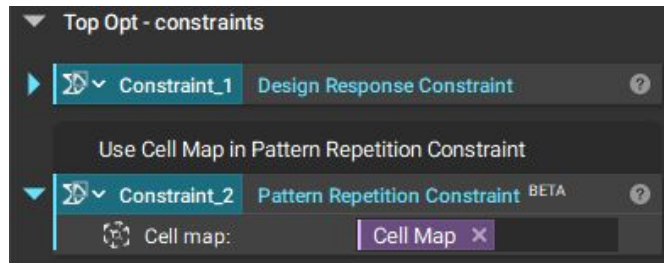 Top Opt - constraints
Constraint_1 Design Response Constraint ?
Use Cell Map in Pattern Repetition Constraint
Constraint_2 Pattern Repetition Constraint BETA ?
Cell map: Cell Map ×